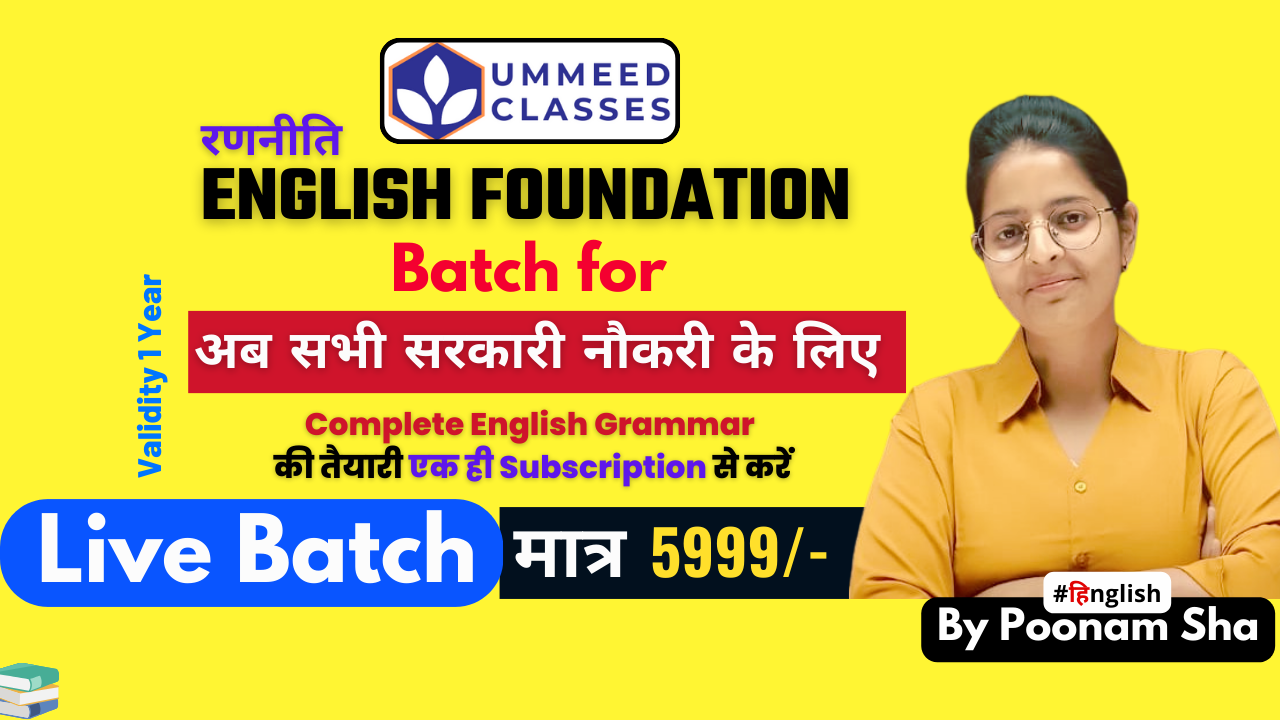 UMMEED
CLASSES
रणनीति
ENGLISH FOUNDATION
Batch for
अब सभी सरकारी नौकरी के लिए
Validity 1 Year
Complete English Grammar
की तैयारी एक ही Subscription से करें
Live Batch
मात्र 5999/-
#हिnglish
By Poonam Sha